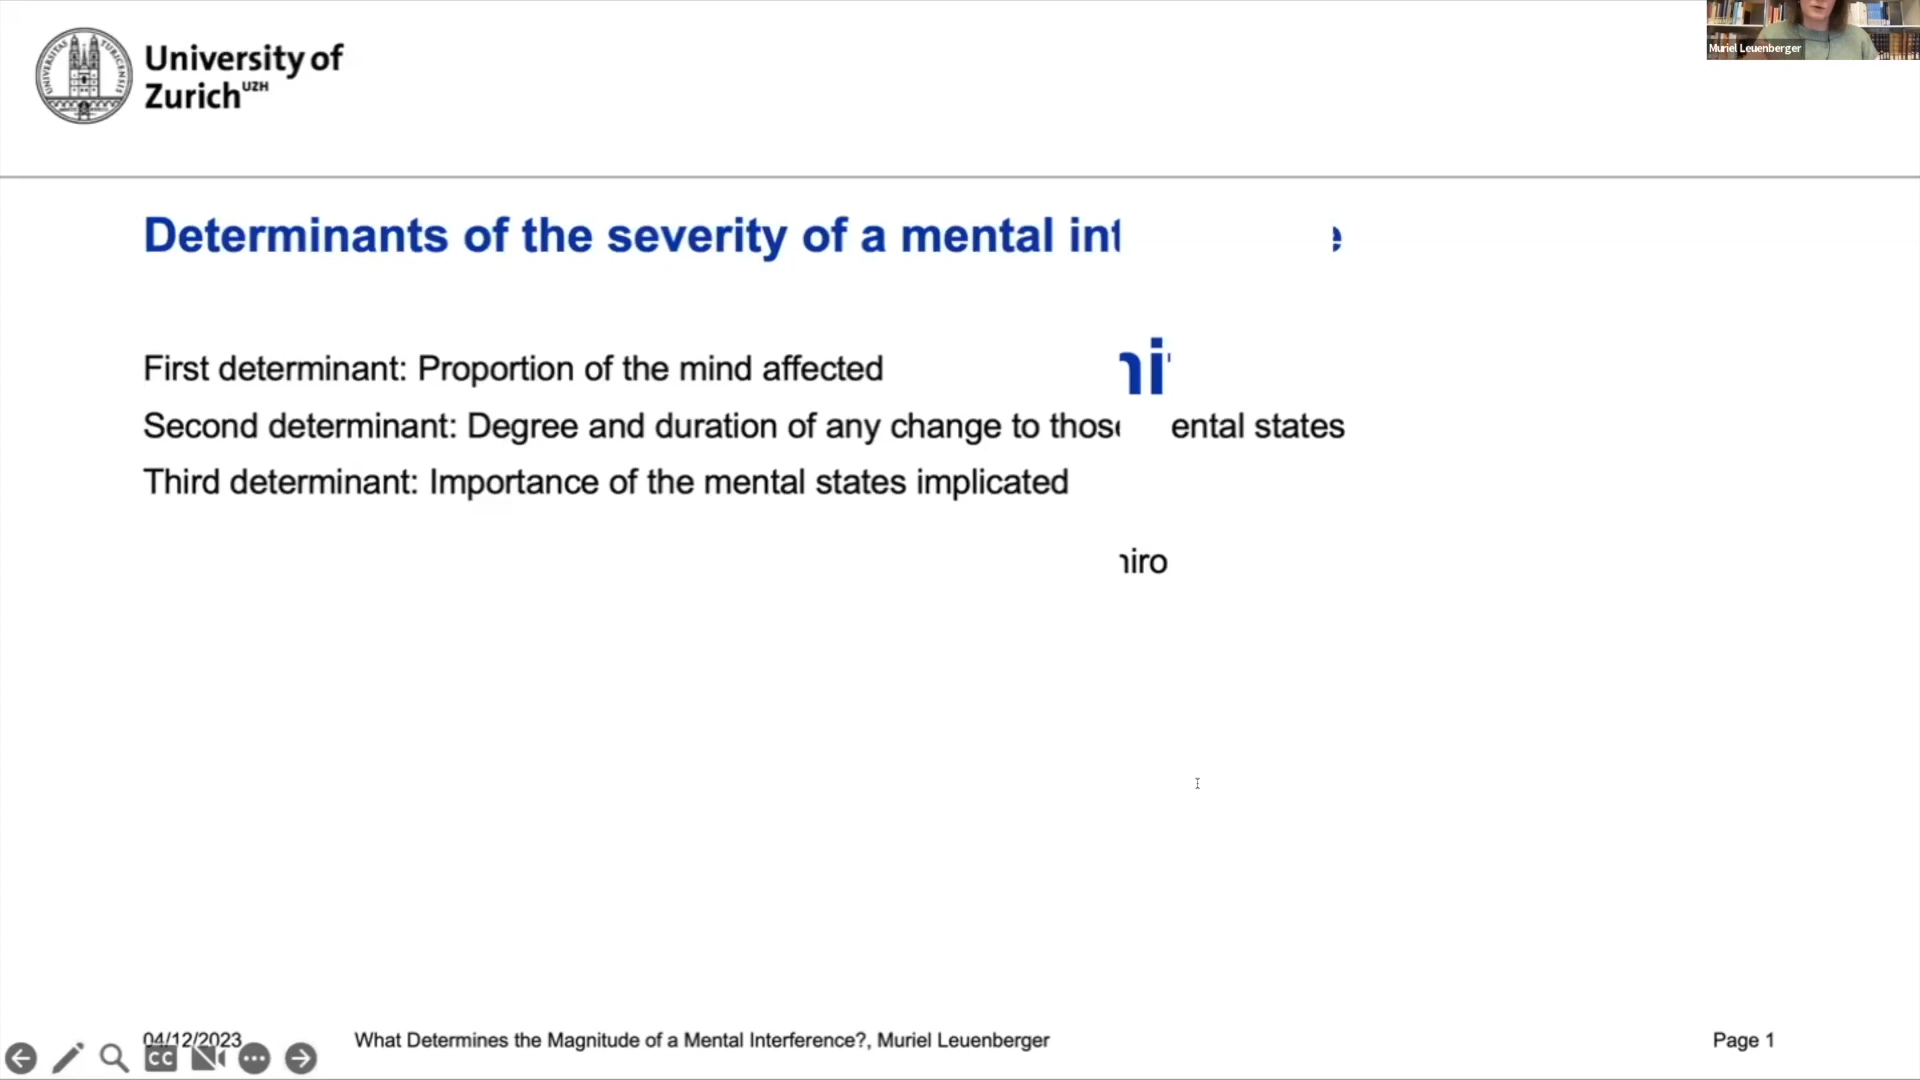 University of
Zurich UZH
Muriel Leuenberger
Determinants of the severity of a mental
First determinant: Proportion of the mind affected
Second determinant: Degree and duration of any change to ental states
Third determinant: Importance of the mental states implicated
04/12/2023
What Determines the Magnitude of a Mental Interference?, Muriel Leuenberger
Page 1
CC